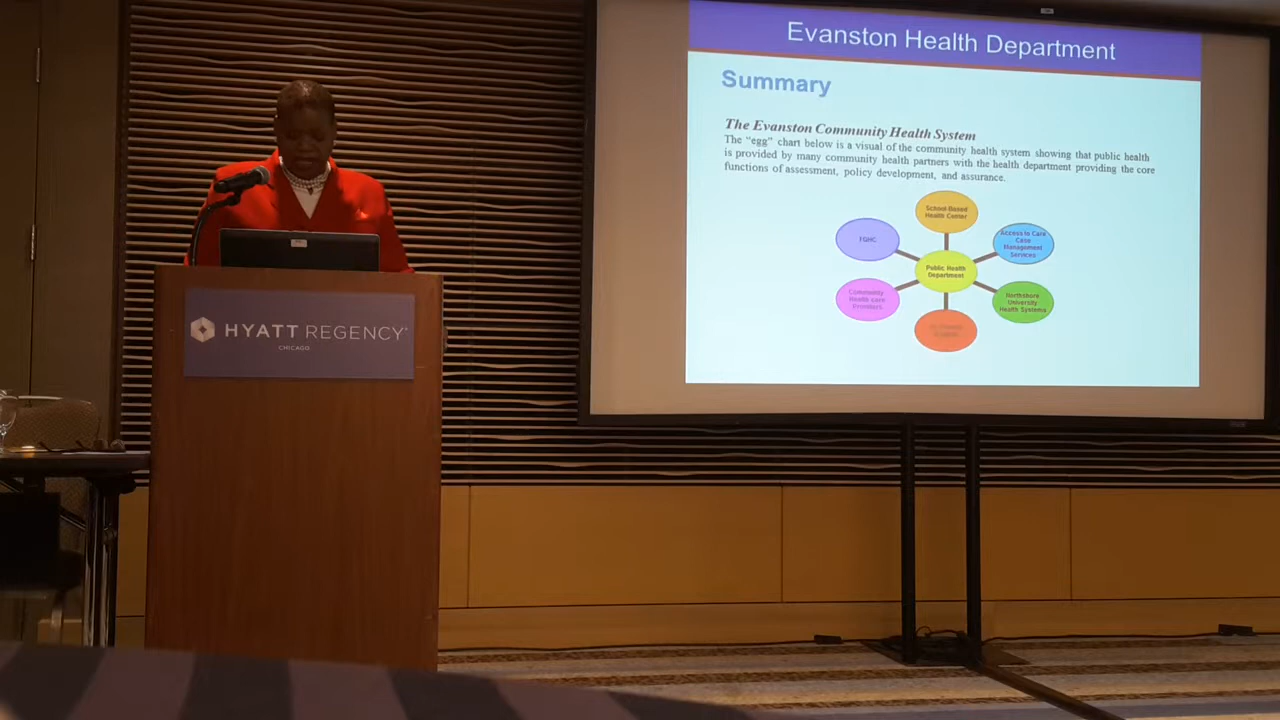 Evanston Health Department
Summary
The Evanston Community Health System
The "egg" chart below is a visual of the community health system showing that public health
is provided by many community health partners with the health department providing the core
functions of assessment, policy development, and assurance.
School-Based
Health Center
FQHC
Access to Care
Case
Management
Services
Public Health
Department
Community
Health care
Providers
Northshore
University
Health Systems
HYATT REGENCY
CHICAGO